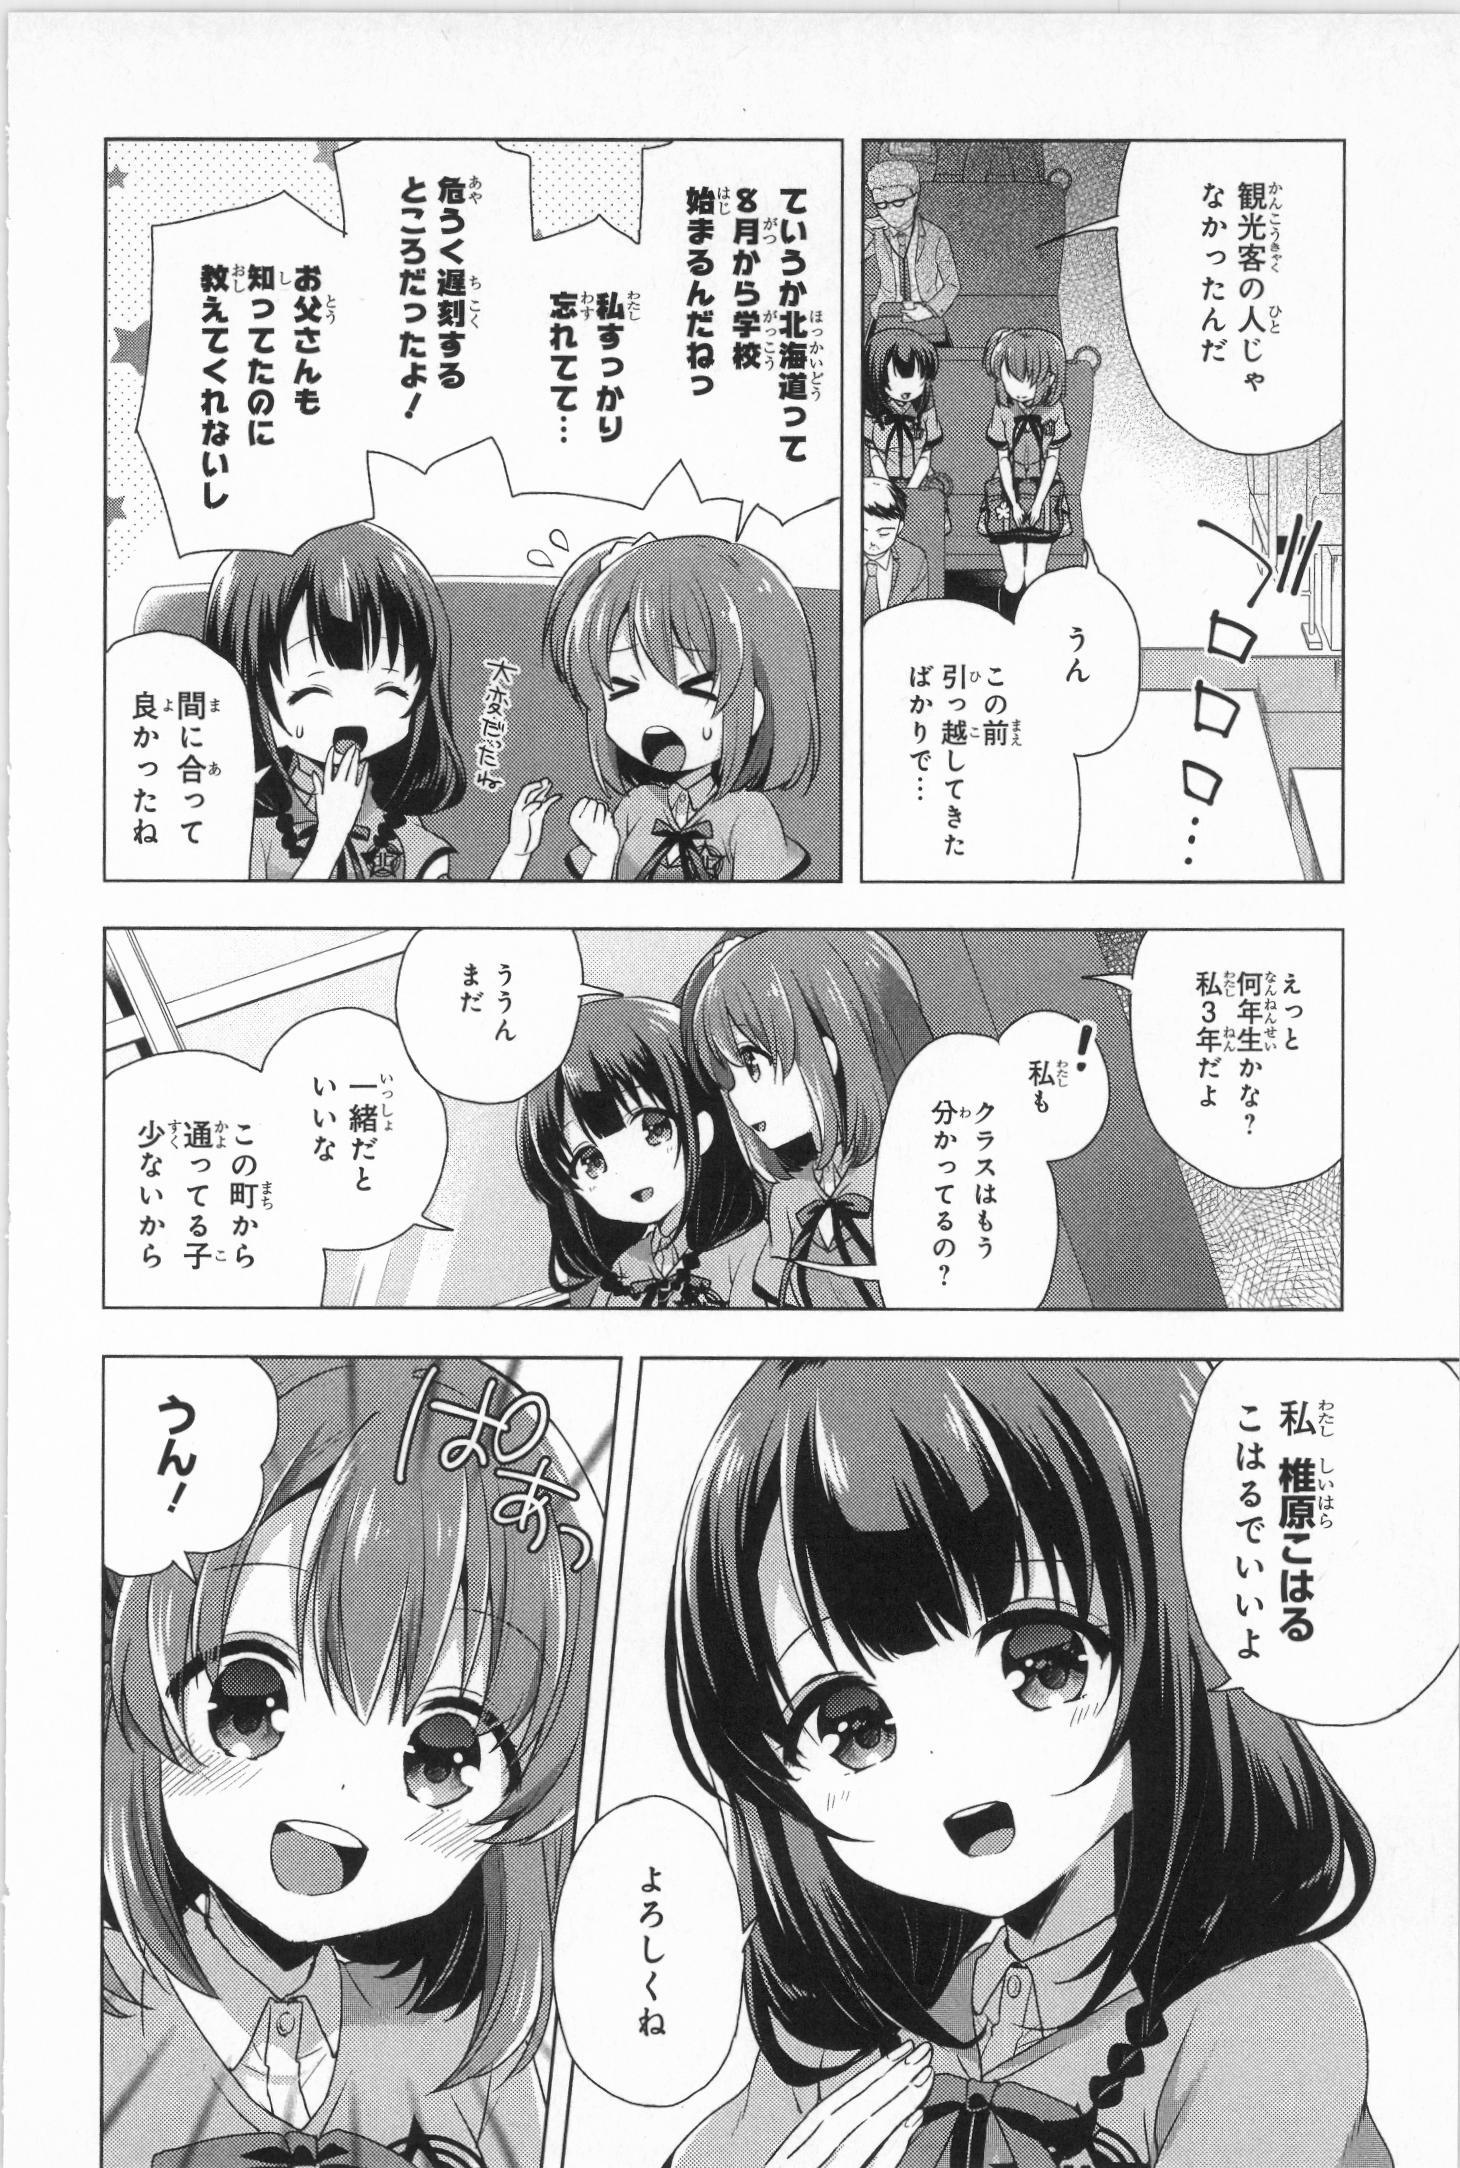 観光客の人じゃ
なかったんだ
うん
この前
引っ越してきた
ばかりで…
ガロロロ…
ていうか北海道って
8月から学校
始まるんだねっ
私すっかり
忘れてて…
危うく遅刻する
ところだったよ!
お父さんも
知ってたのに
教えてくれないし
大変だったね
間に合って
良かったね
えっと
何年生かな?
私3年だよ
!
私も
クラスはもう
分かってるの?
ううん
まだ
一緒だと
いいな
この町から
通ってる子
少ないから
私 椎原こはる
こはるでいいよ
よろしくね
ぱあっ
うん!